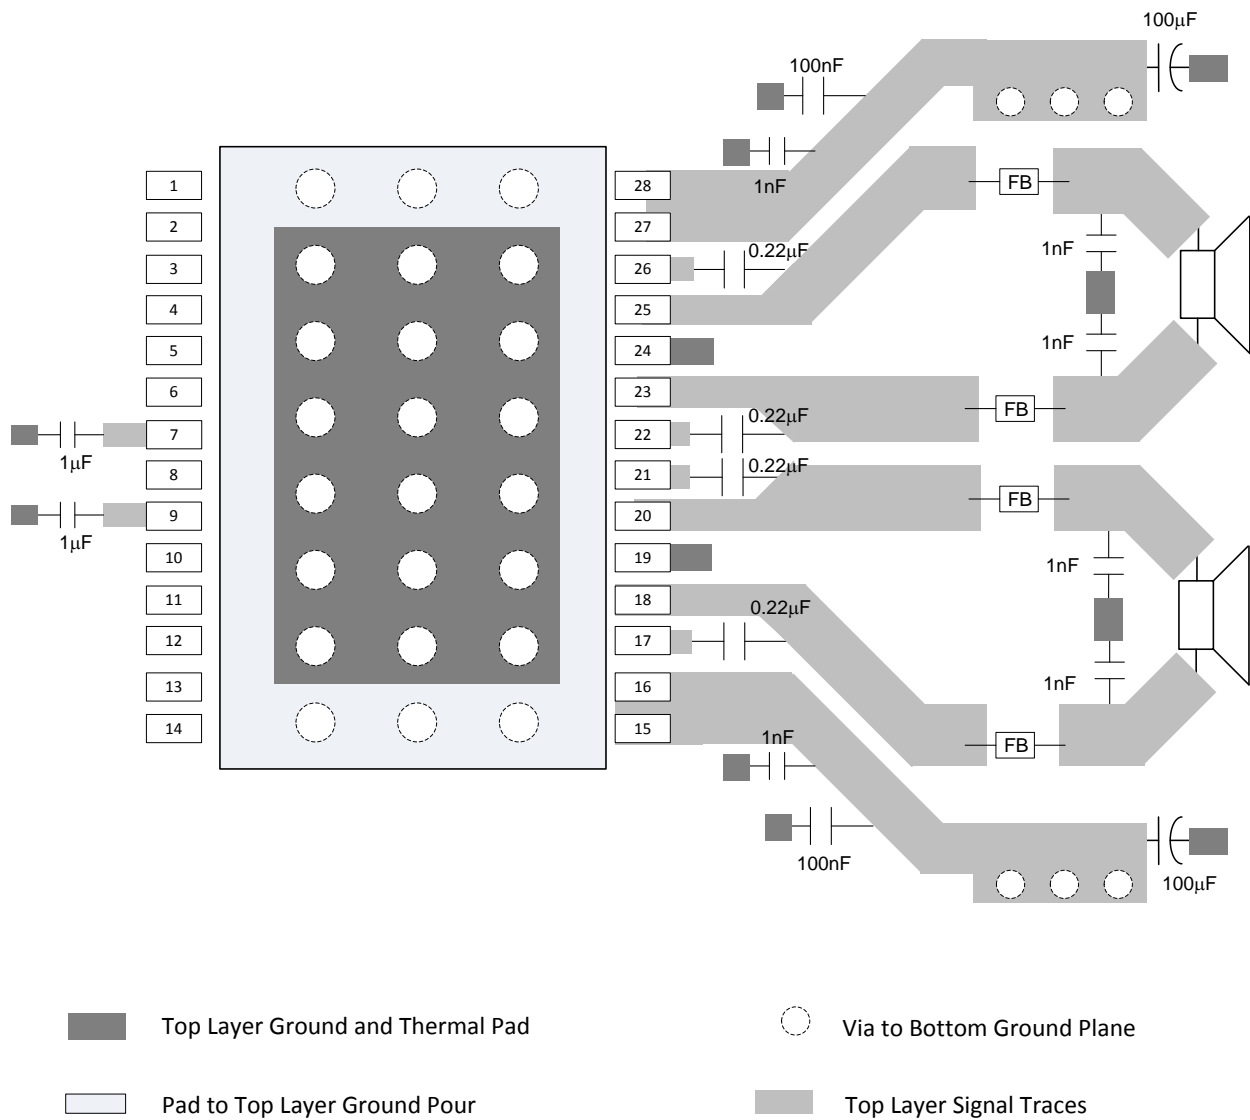 100μF
100nF
1nF
1 28
FB
2 27
0.22μF
3 26
1nF
4 25
5 24
1nF
6 23
FB
0.22μF
7 22
1μF
0.22μF
8 21
FB
9 20
1μF
10 19
1nF
11 18
0.22μF
12 17
1nF
13 16
14 15
1nF
FB
100nF
100μF
Top Layer Ground and Thermal Pad
Via to Bottom Ground Plane
Pad to Top Layer Ground Pour
Top Layer Signal Traces